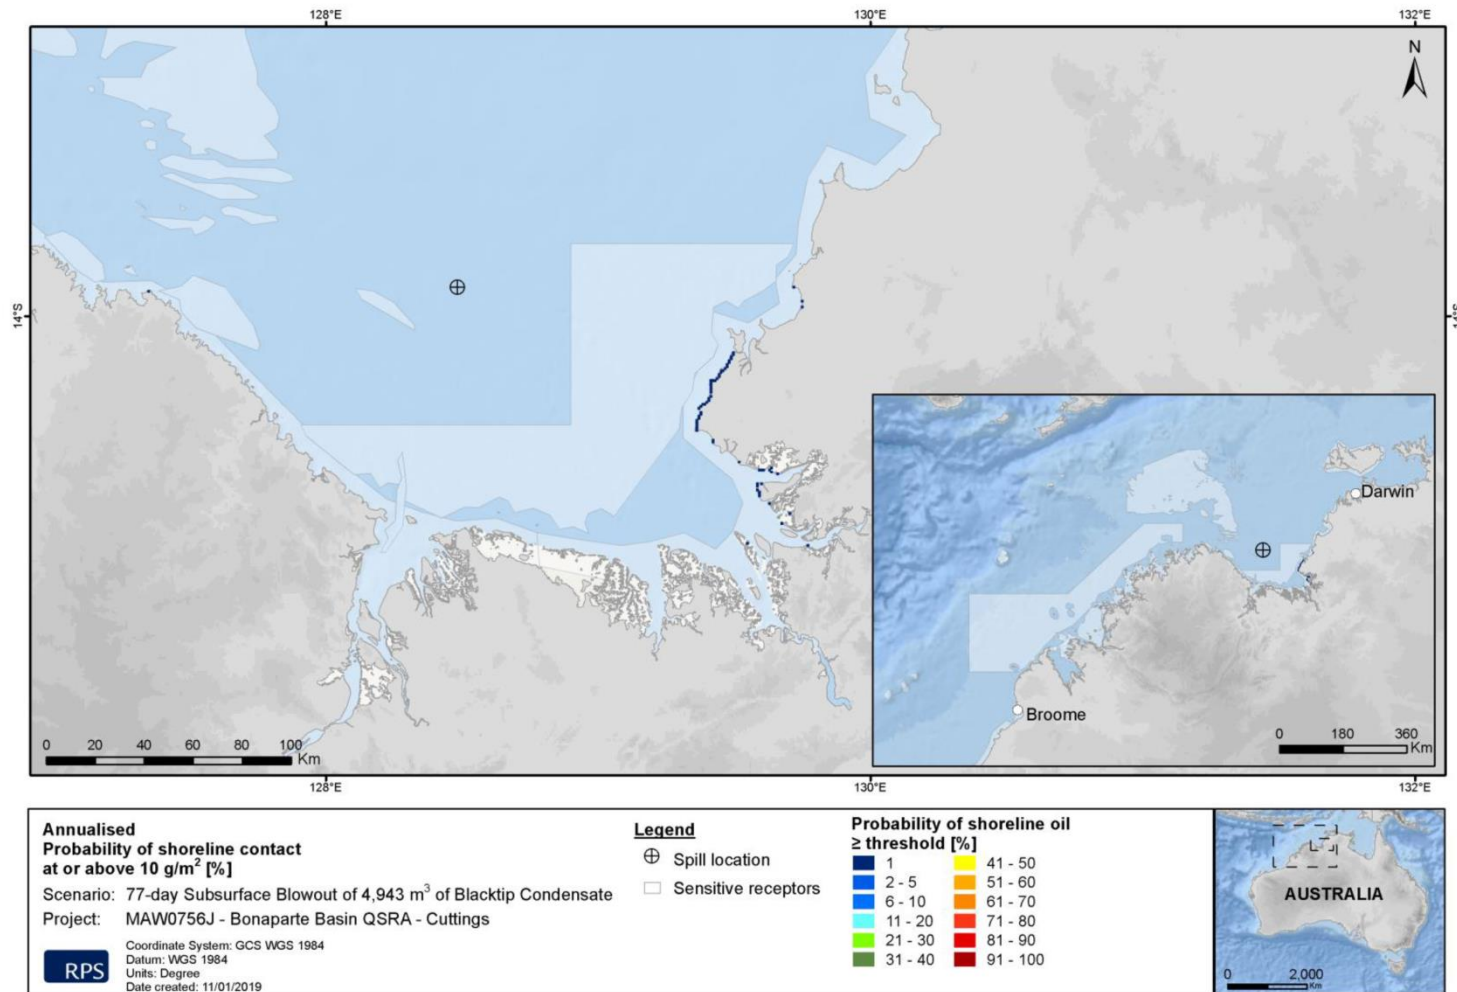 128°E
130°E
132°E
N
14°S
14°S
Darwin
Broome
0 180 360
Km
0 20 40 60 80 100
Km
128°E
130°E
132°E
Annualised
Probability of shoreline contact
at or above 10 g/m² [%]
Scenario: 77-day Subsurface Blowout of 4,943 m³ of Blacktip Condensate
Project: MAW0756J - Bonaparte Basin QSRA - Cuttings
RPS
Coordinate System: GCS WGS 1984
Datum: WGS 1984
Units: Degree
Date created: 11/01/2019
Legend
Spill location
Sensitive receptors
Probability of shoreline oil
≥ threshold [%]
1
2 - 5
6 - 10
11 - 20
21 - 30
31 - 40
41 - 50
51 - 60
61 - 70
71 - 80
81 - 90
91 - 100
AUSTRALIA
0 2,000
Km